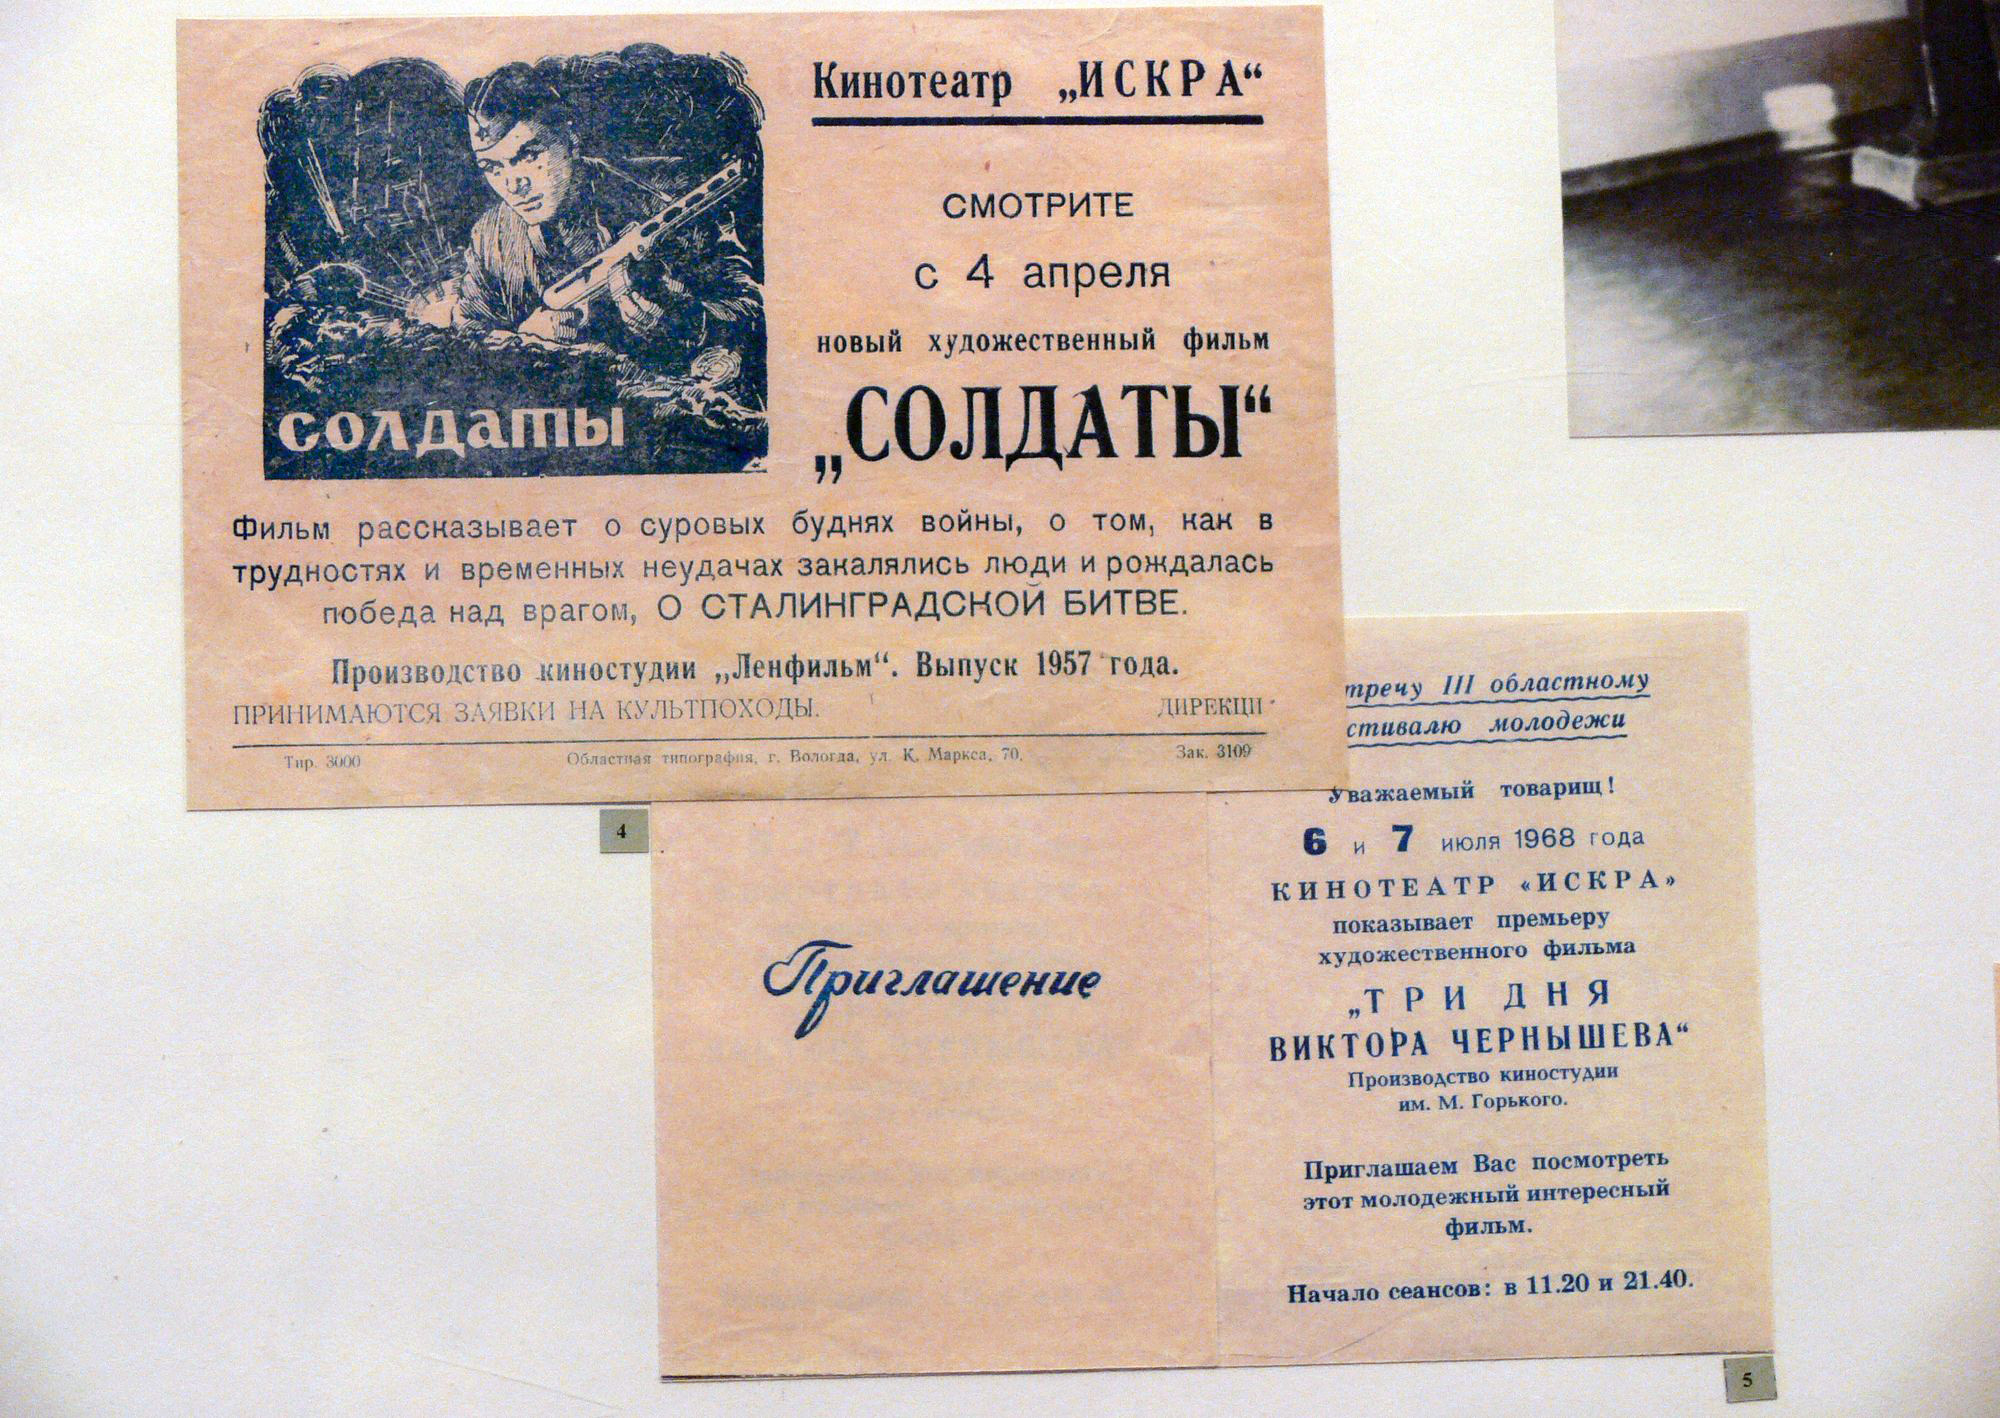 Кинотеатр „ИСКРА“
СМОТРИТЕ
с 4 апреля
новый художественный фильм
„СОЛДАТЫ“
солдаты
Фильм рассказывает о суровых буднях войны, о том, как в
трудностях и временных неудачах закалялись люди и рождалась
победа над врагом, О СТАЛИНГРАДСКОЙ БИТВЕ.
Производство киностудии „Ленфильм“. Выпуск 1957 года.
ПРИНИМАЮТСЯ ЗАЯВКИ НА КУЛЬТПОХОДЫ. ДИРЕКЦИ
Тир. 3000 Областная типография, г. Вологда, ул. К. Маркса, 70. Зак. 3109
4
Приглашение
тречу III областному
стивалю молодежи
Уважаемый товарищ!
6 и 7 июля 1968 года
КИНОТЕАТР «ИСКРА»
показывает премьеру
художественного фильма
„ТРИ ДНЯ
ВИКТОРА ЧЕРНЫШЕВА“
Производство киностудии
им. М. Горького.
Приглашаем Вас посмотреть
этот молодежный интересный
фильм.
Начало сеансов: в 11.20 и 21.40.
5